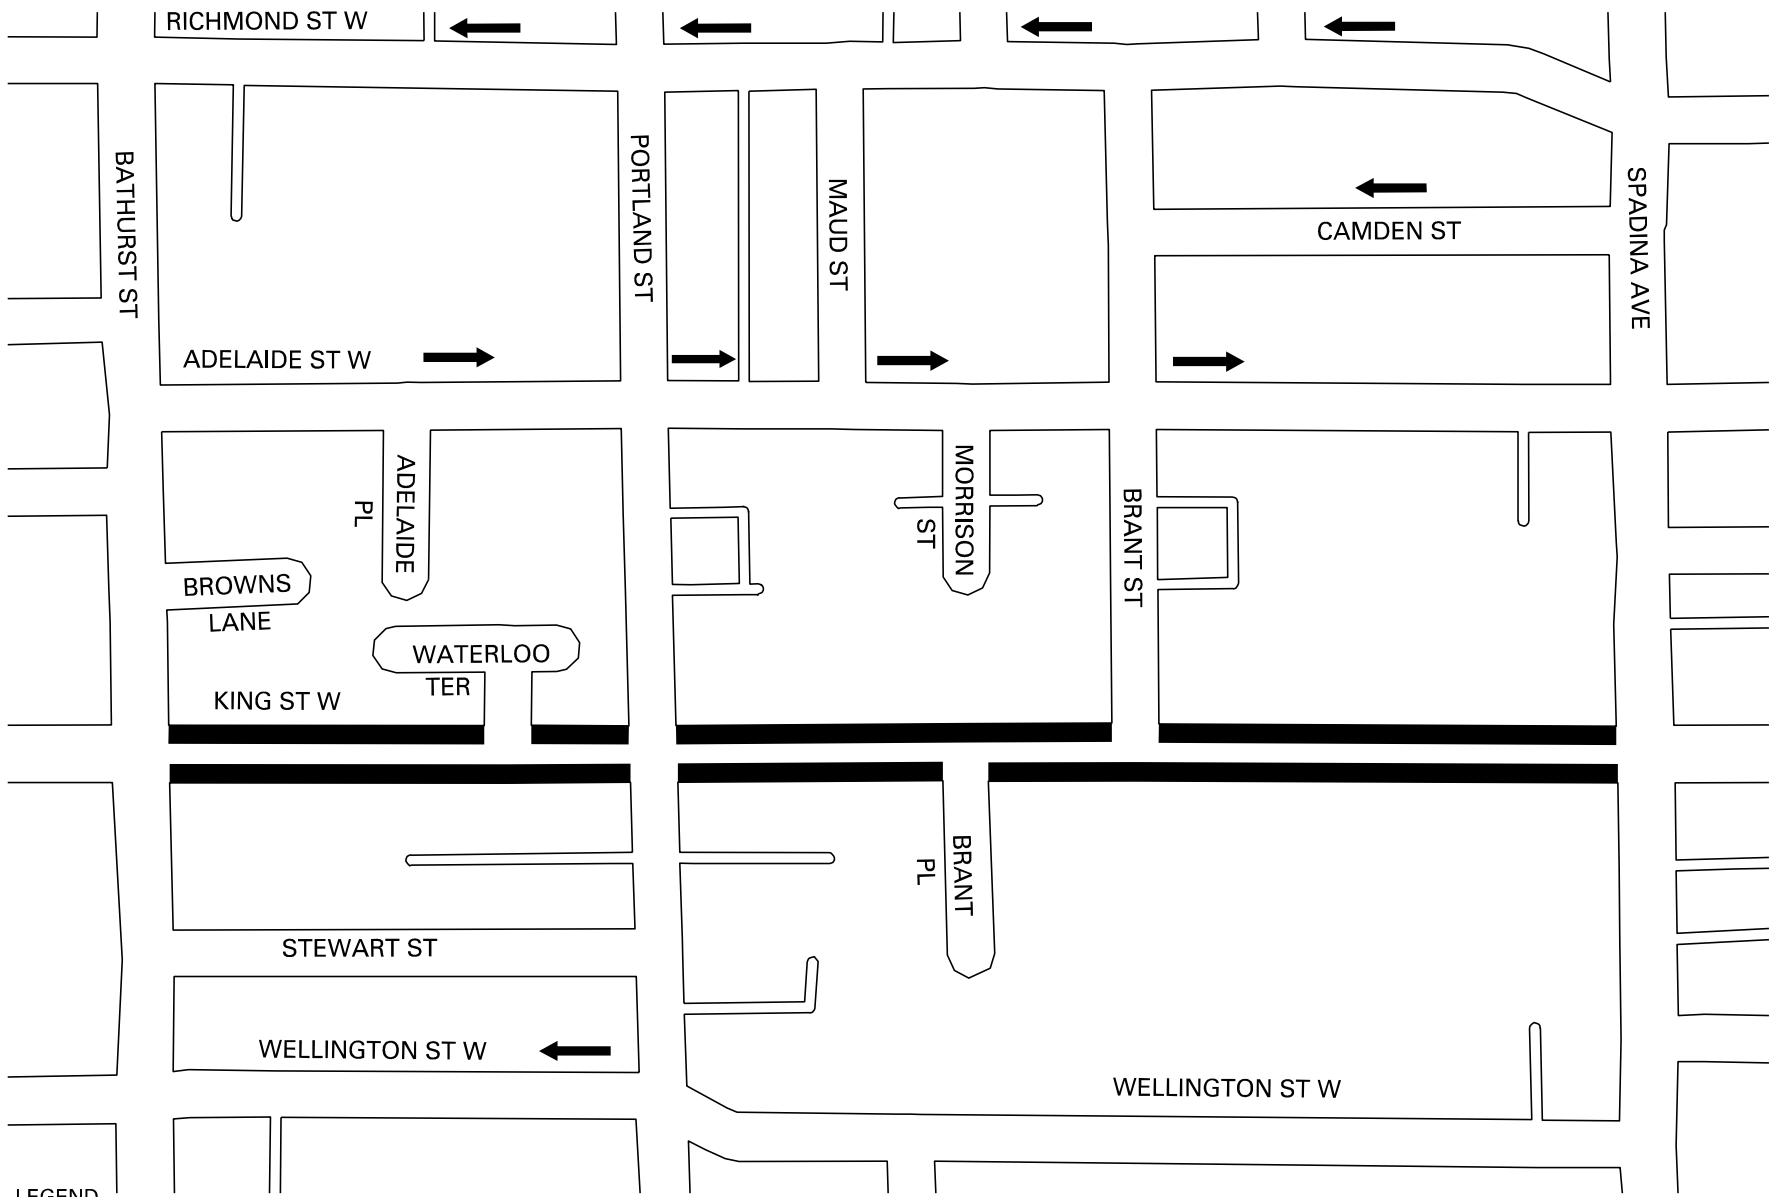 RICHMOND ST W
BATHURST ST
PORTLAND ST
MAUD ST
SPADINA AVE
CAMDEN ST
ADELAIDE ST W
ADELAIDE
PL
MORRISON
ST
BRANT ST
BROWNS
LANE
WATERLOO
TER
KING ST W
BRANT
PL
STEWART ST
WELLINGTON ST W
WELLINGTON ST W
LEGEND